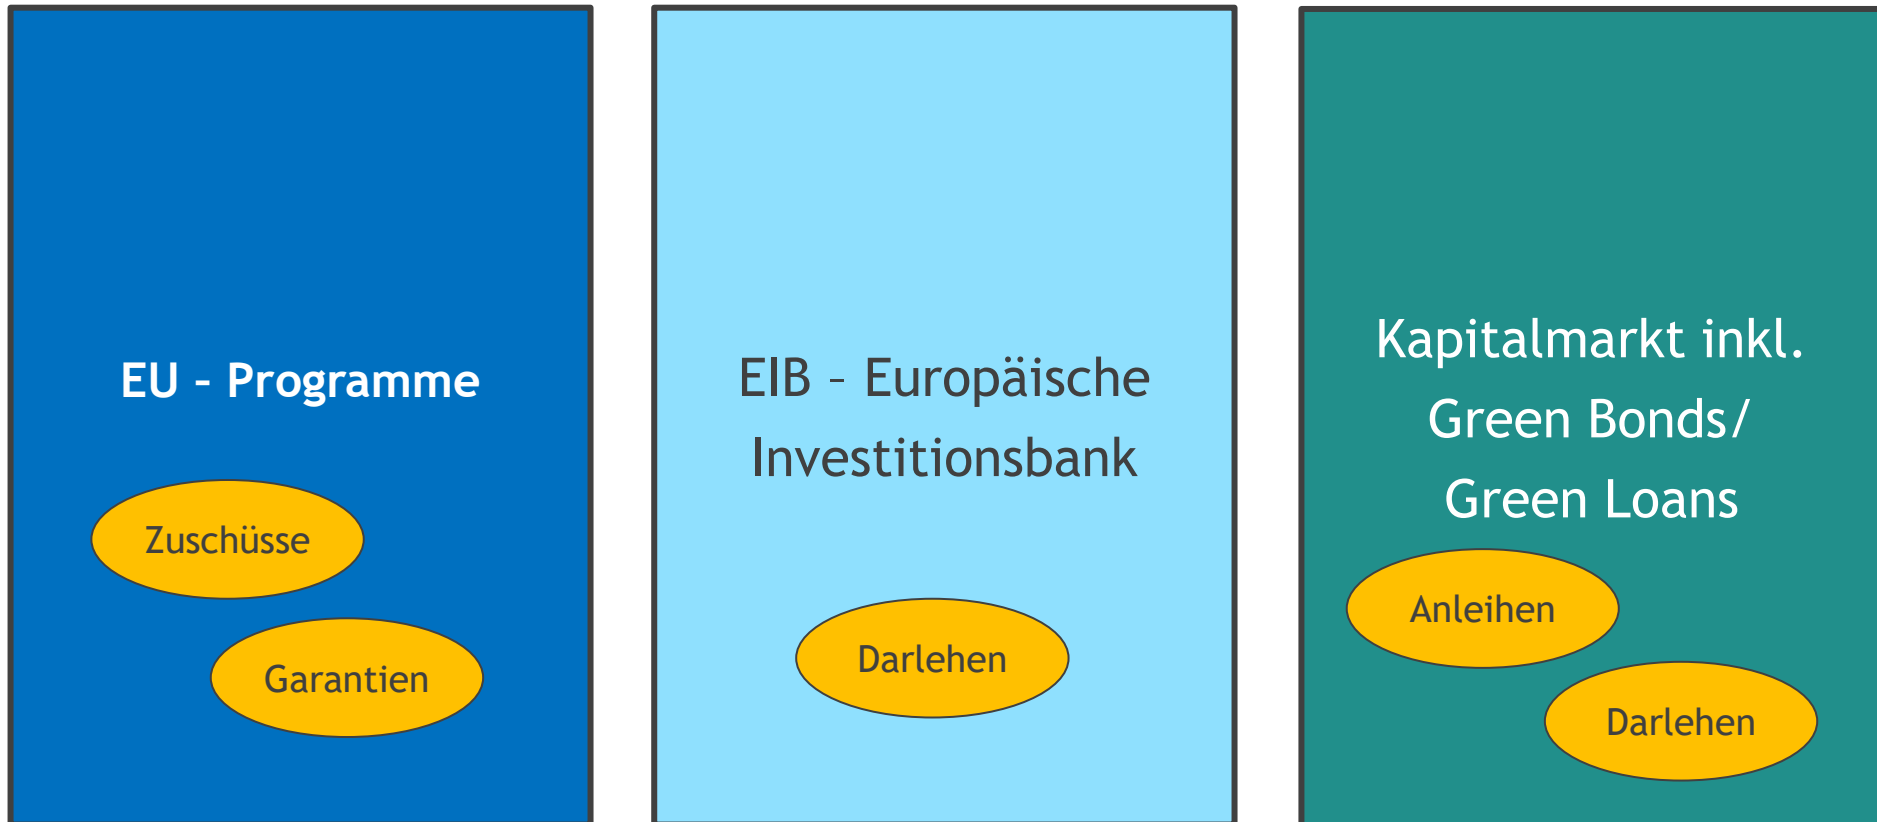 EU – Programme
Zuschüsse
Garantien
EIB – Europäische
Investitionsbank
Darlehen
Kapitalmarkt inkl.
Green Bonds/
Green Loans
Anleihen
Darlehen